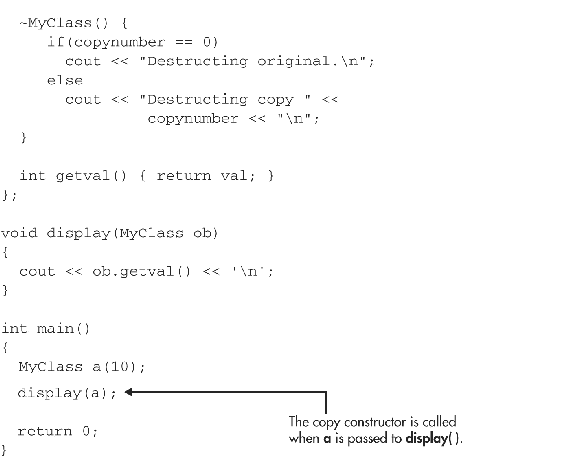 ~MyClass() {
if(copynumber == 0)
cout << "Destructing original.\n";
else
cout << "Destructing copy " <<
copynumber << "\n";
}
int getval() { return val; }
};
void display(MyClass ob)
{
cout << ob.getval() << '\n';
}
int main()
{
MyClass a(10);
display(a);
return 0;
}
The copy constructor is called
when a is passed to display( ).